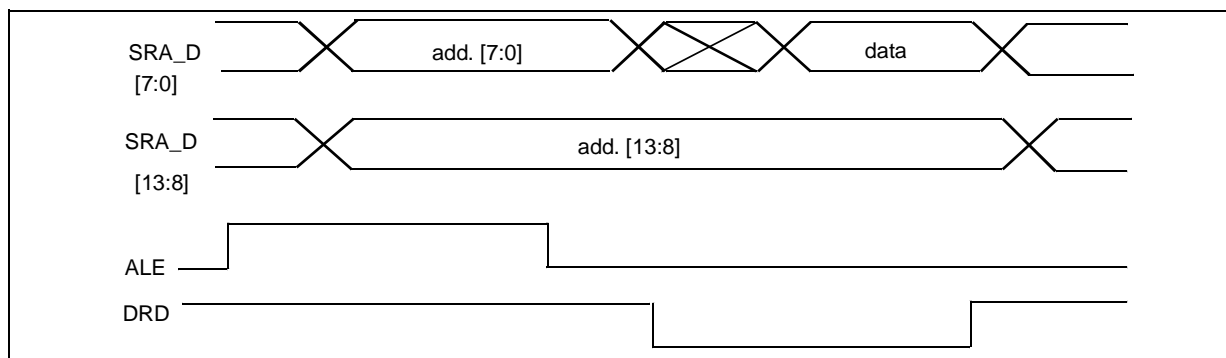 SRA_D
[7:0]
add. [7:0]
data
SRA_D
[13:8]
add. [13:8]
ALE
DRD